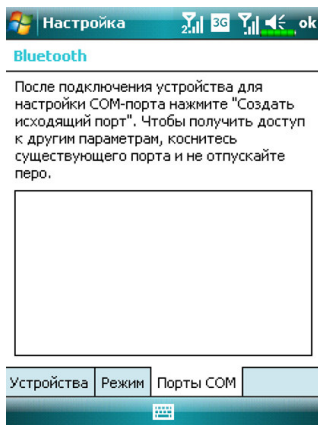 Настройка 2 3G ok
Bluetooth
После подключения устройства для
настройки COM-порта нажмите "Создать
исходящий порт". Чтобы получить доступ
к другим параметрам, коснитесь
существующего порта и не отпускайте
перо.
Устройства Режим Порты COM